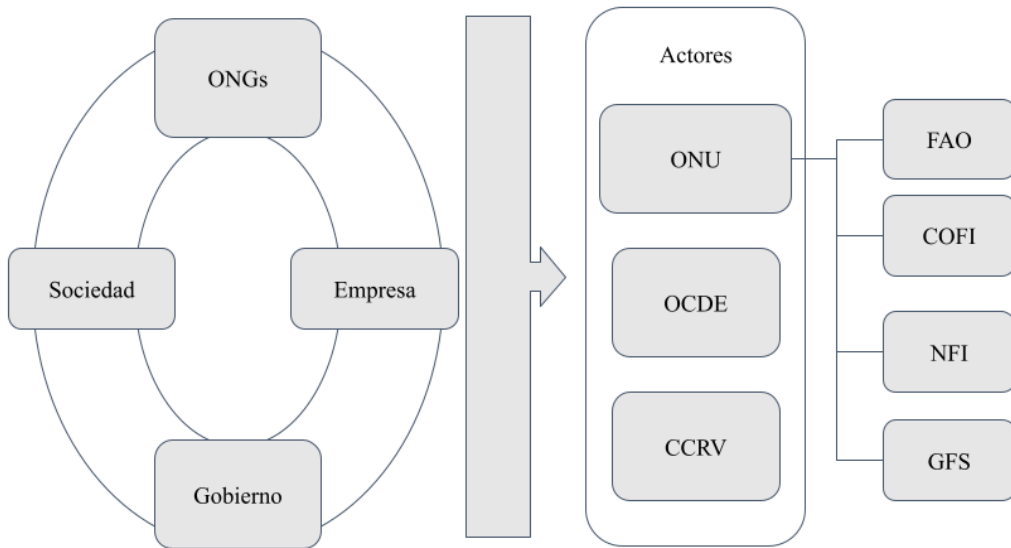 ONGs
Sociedad
Empresa
Gobierno
Actores
ONU
OCDE
CCRV
FAO
COFI
NFI
GFS